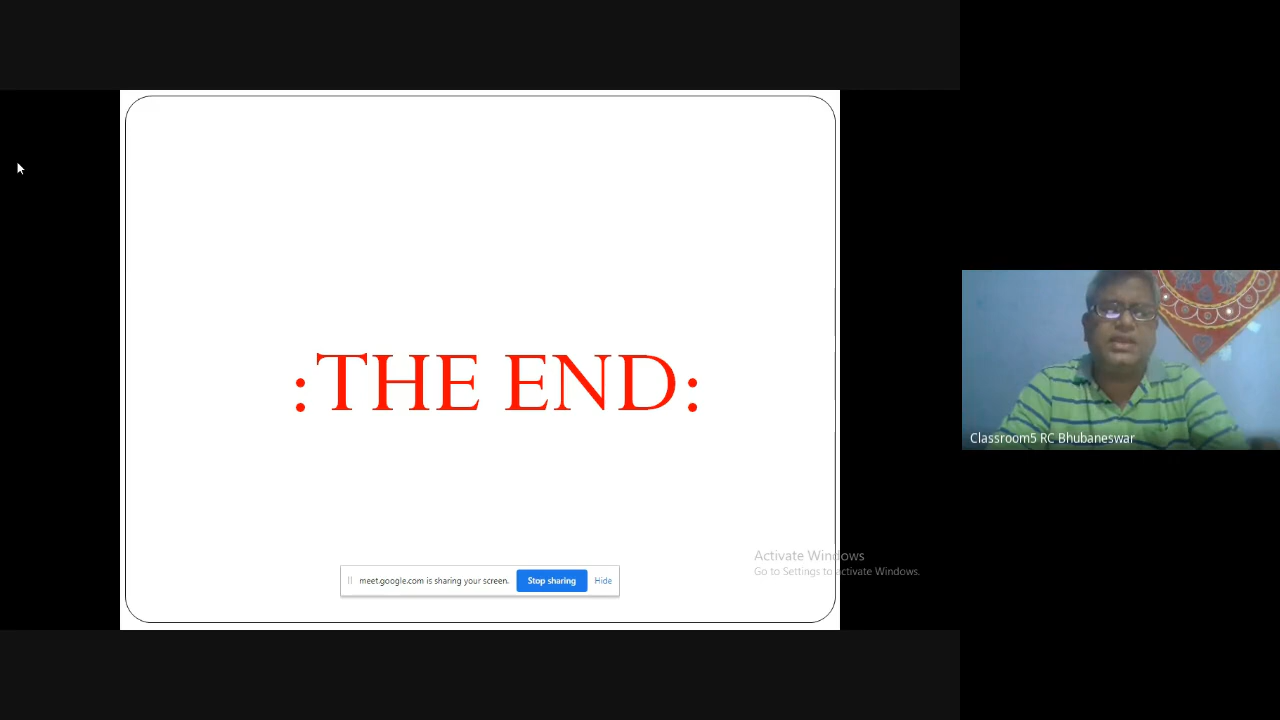 :THE END:
Classroom5 RC Bhubaneswar
Activate Windows
Go to Settings to activate Windows.
meet.google.com is sharing your screen. Stop sharing Hide